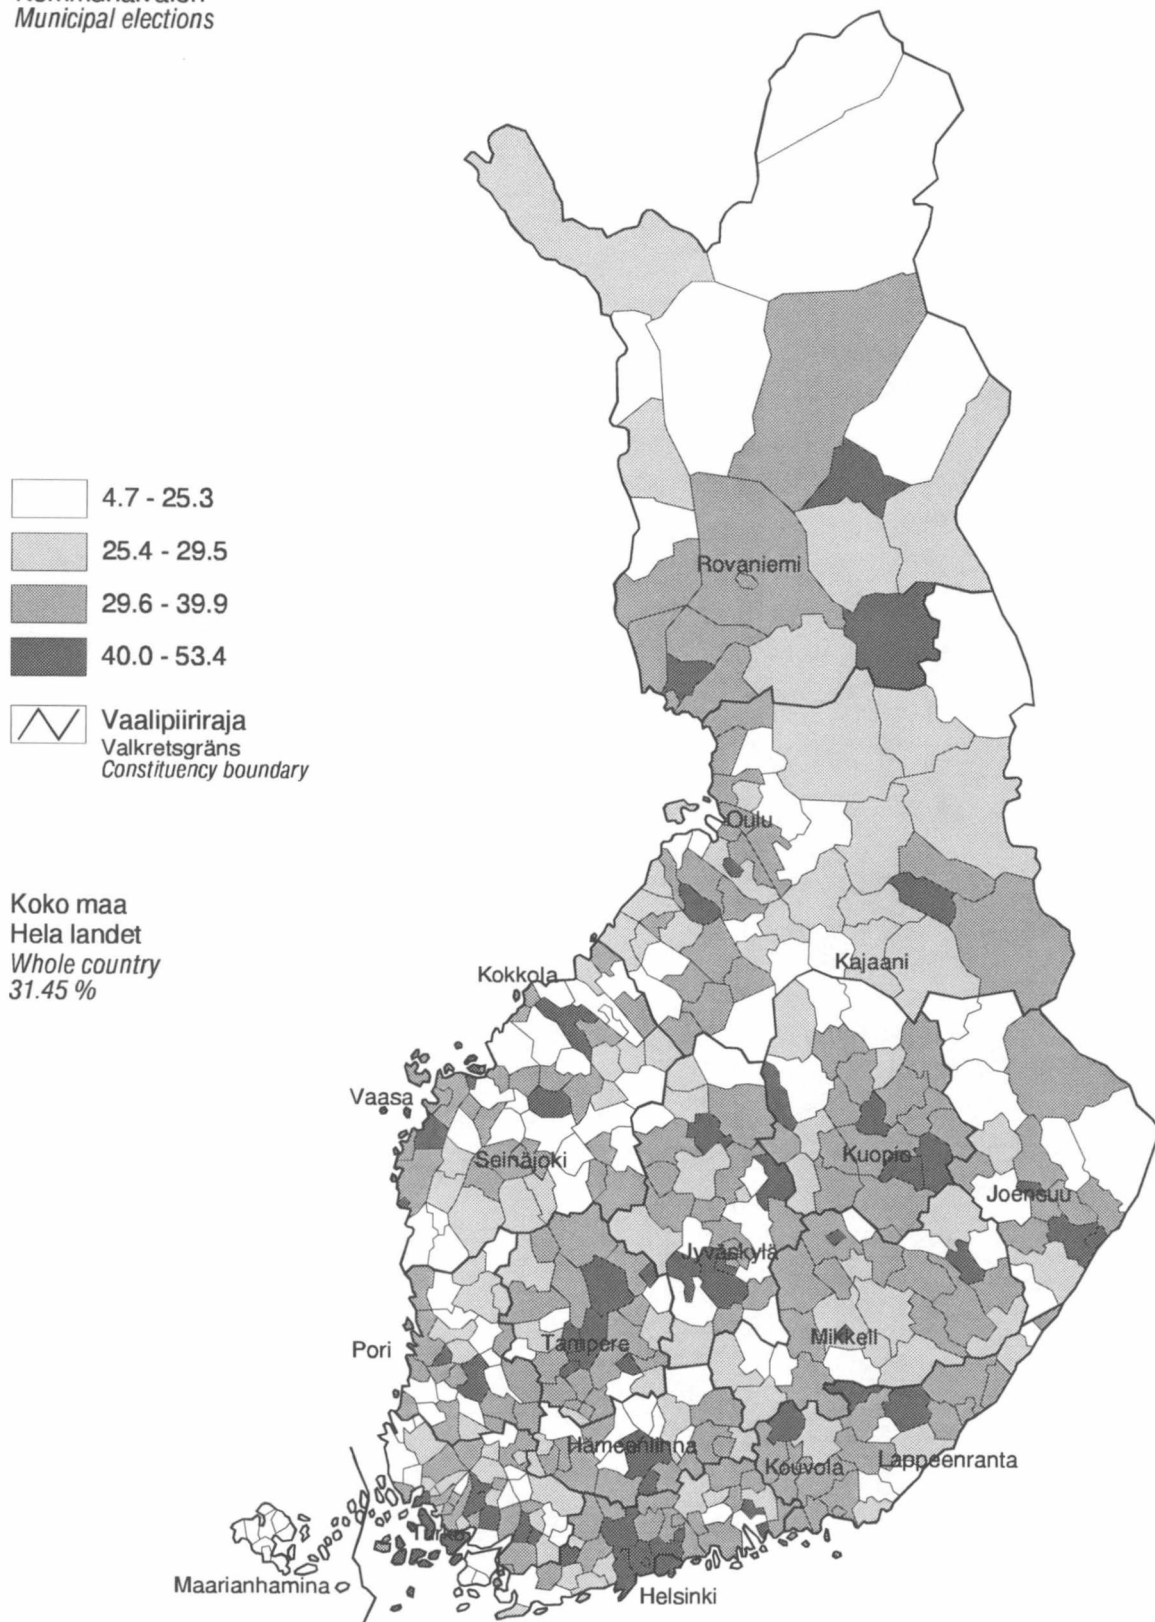 Kommunalvalen
Municipal elections
4.7 - 25.3
25.4 - 29.5
29.6 - 39.9
40.0 - 53.4
Vaalipiiriraja
Valkretsgräns
Constituency boundary
Koko maa
Hela landet
Whole country
31.45 %
Rovaniemi
Oulu
Kajaani
Kokkola
Vaasa
Seinäjoki
Kuopio
Joensuu
Jyväskylä
Mikkeli
Tampere
Pori
Hämeenlinna
Kouvola
Lappeenranta
Turku
Maarianhamina
Helsinki